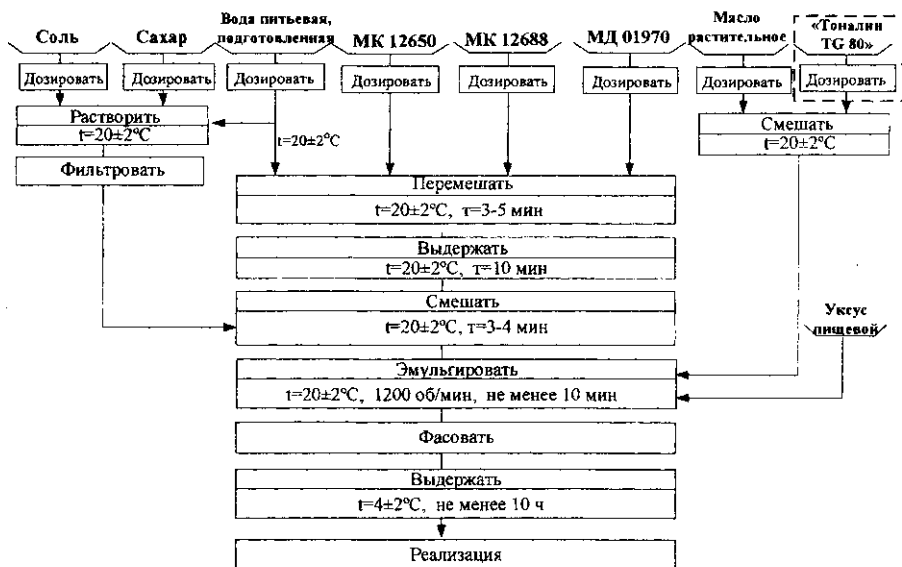 Соль
Сахар
Вода питьевая,
подготовленная
МК 12650
МК 12688
МД 01970
Масло
растительное
«Тоналин
TG 80»
Дозировать
Дозировать
Дозировать
Дозировать
Дозировать
Дозировать
Дозировать
Дозировать
Растворить
t=20±2°C
t=20±2°C
Смешать
t=20±2°C
Фильтровать
Перемешать
t=20±2°C, τ=3-5 мин
Выдержать
t=20±2°C, τ=10 мин
Смешать
t=20±2°C, τ=3-4 мин
Уксус
пищевой
Эмульгировать
t=20±2°C, 1200 об/мин, не менее 10 мин
Фасовать
Выдержать
t=4±2°C, не менее 10 ч
Реализация